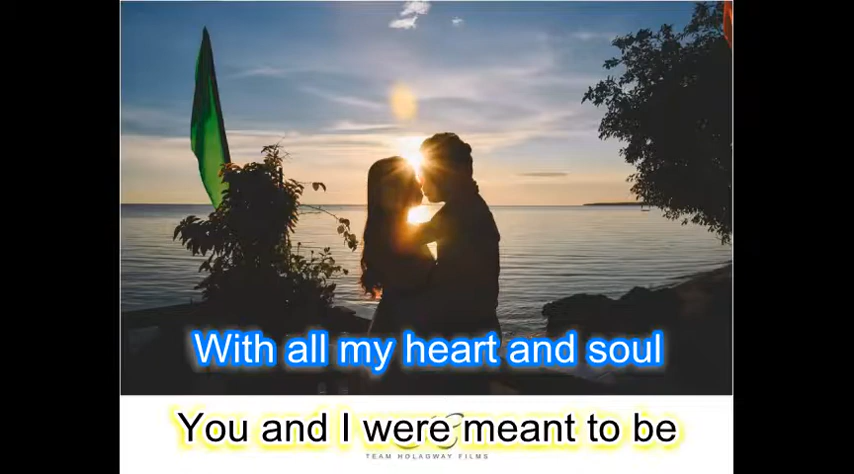 With all my heart and soul
You and I were meant to be
TEAM HOLAGWAY FILMS